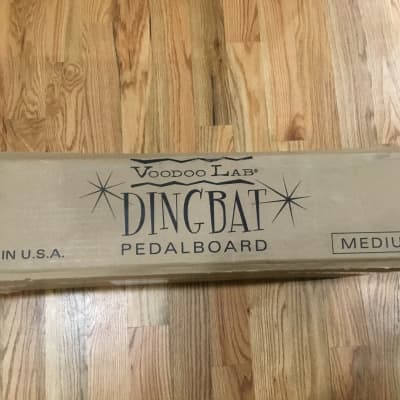 VOODOO LAB®
DINGBAT
PEDALBOARD
IN U.S.A.
MEDIU